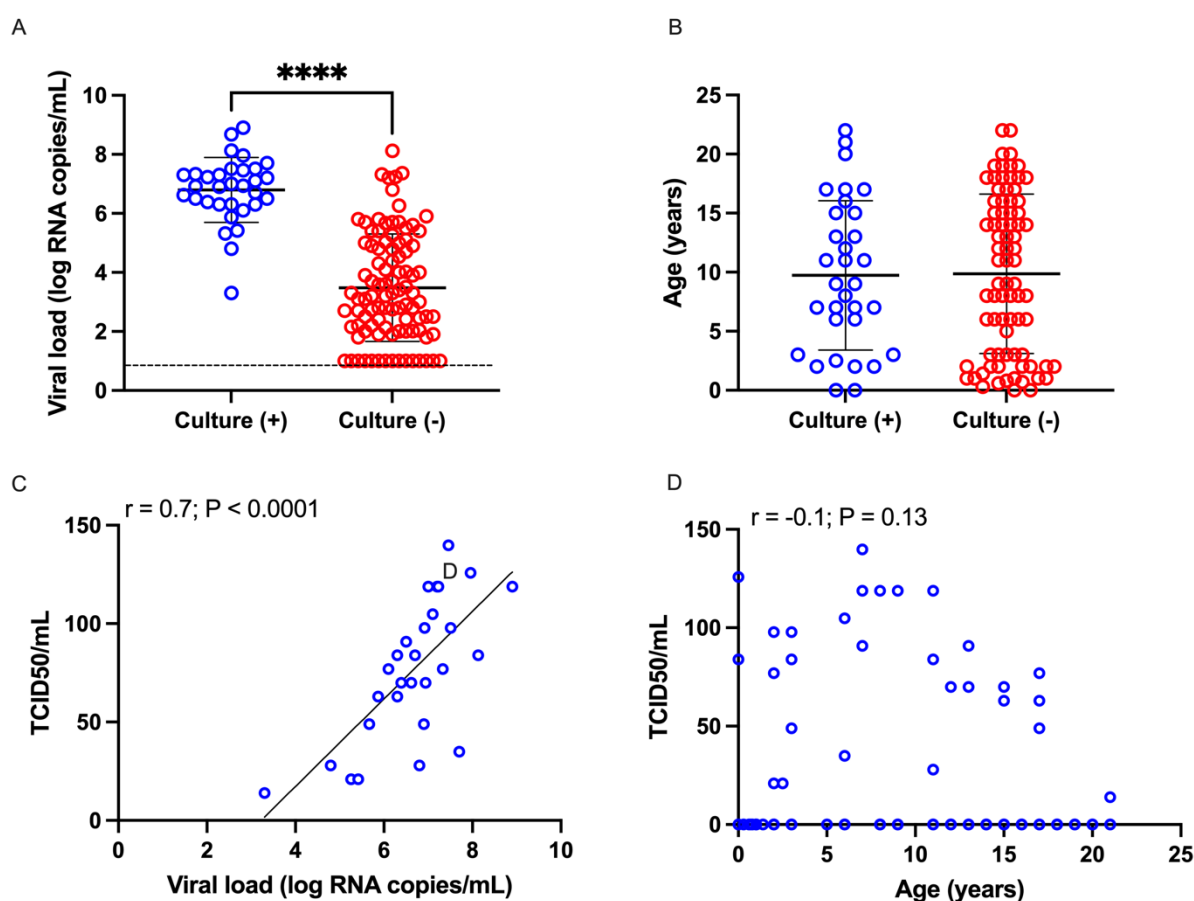 A
B
****
Viral load (log RNA copies/mL)
10
8
6
4
2
0
Culture (+)
Culture (-)
Age (years)
25
20
15
10
5
0
Culture (+)
Culture (-)
C
D
r = 0.7; P < 0.0001
r = -0.1; P = 0.13
TCID50/mL
150
100
50
0
D
0
2
4
6
8
10
Viral load (log RNA copies/mL)
TCID50/mL
150
100
50
0
0
5
10
15
20
25
Age (years)